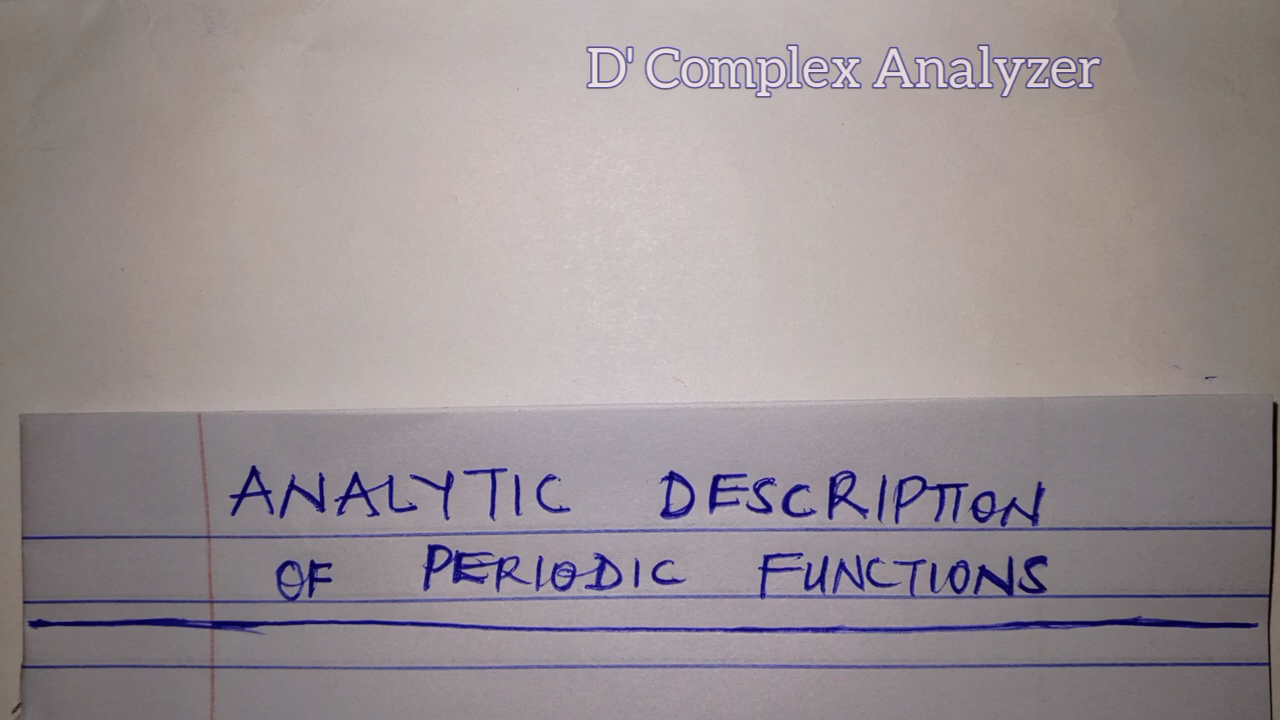 D' Complex Analyzer
ANALYTIC DESCRIPTION
OF PERIODIC FUNCTIONS